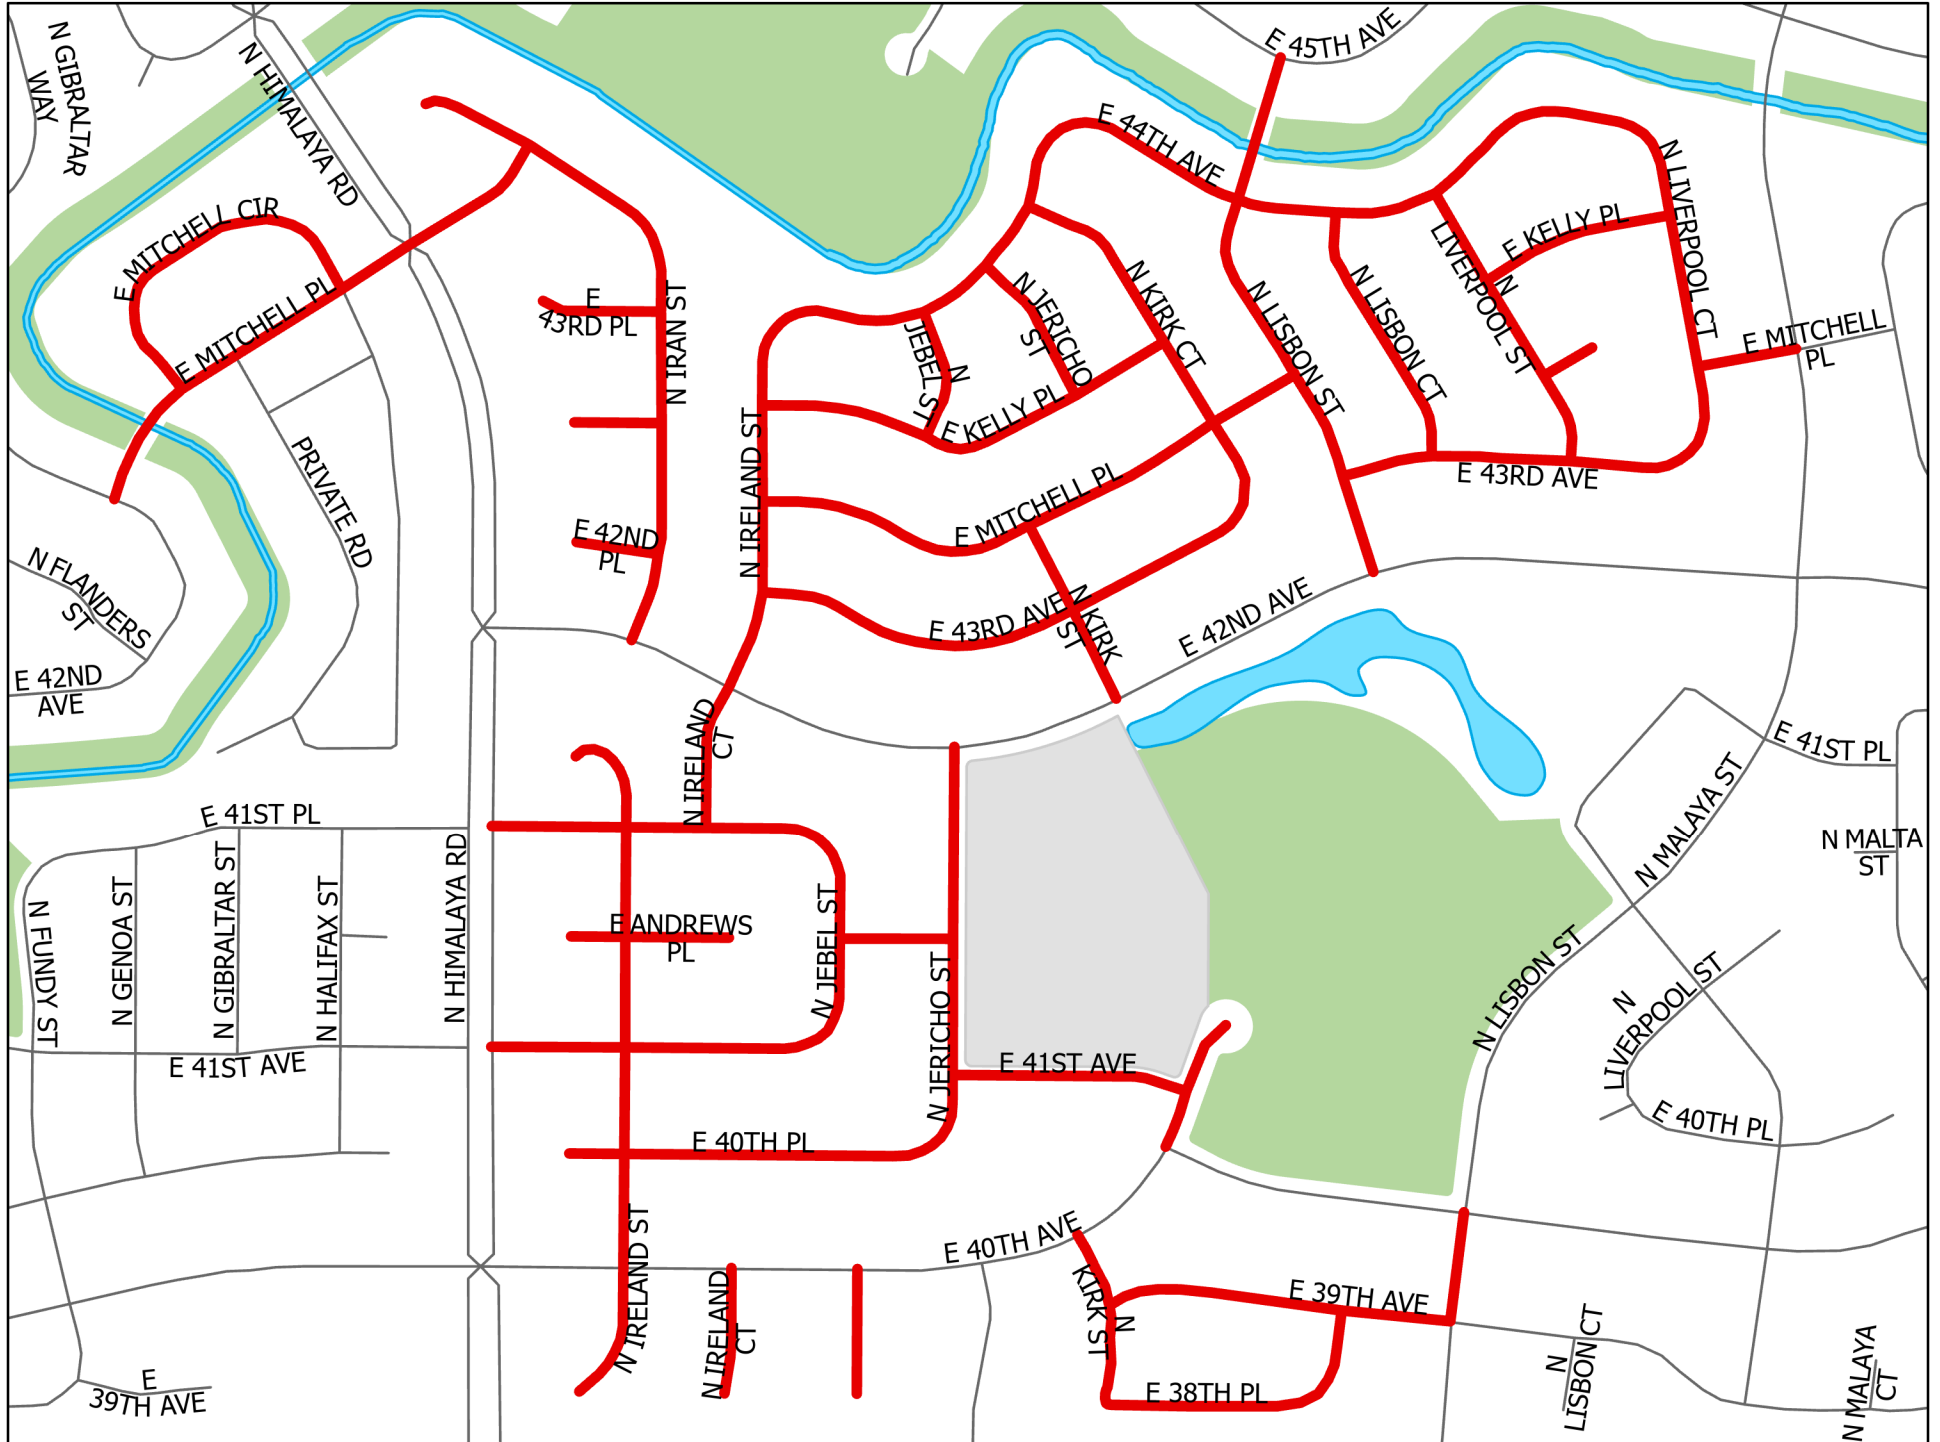 N GIBRALTAR
WAY
N HIMALAYA RD
E 45TH AVE
E 44TH AVE
N LIVERPOOL CT
E MITCHELL CIR
E KELLY PL
LIVERPOOL ST
N
E MITCHELL PL
E
43RD PL
N IRAN ST
JEBEL ST
N
N JERICHO
ST
N KIRK CT
N LISBON ST
N LISBON CT
E MITCHELL
PL
E KELLY PL
N IRELAND ST
PRIVATE RD
E 43RD AVE
E MITCHELL PL
E 42ND
PL
N FLANDERS
ST
E 43RD AVE
N KIRK
ST
E 42ND AVE
E 42ND
AVE
N IRELAND
CT
E 41ST PL
E 41ST PL
N MALAYA ST
N MALTA
ST
N FUNDY ST
N GENOA ST
N GIBRALTAR ST
N HALIFAX ST
N HIMALAYA RD
E ANDREWS
PL
N JEBEL ST
N JERICHO ST
N LISBON ST
N
LIVERPOOL ST
E 41ST AVE
E 41ST AVE
E 40TH PL
E 40TH PL
N IRELAND ST
E 40TH AVE
N IRELAND
CT
KIRK ST
N
E 39TH AVE
E 38TH PL
N
LISBON CT
N MALAYA
CT
E
39TH AVE